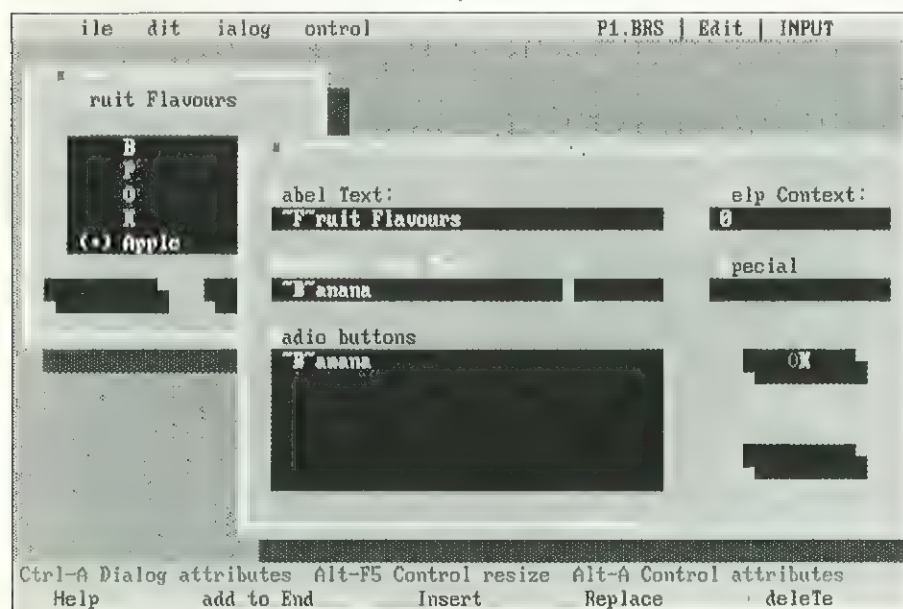 ile dit ialog ontrol P1.BRS | Edit | INPUT
ruit Flavours
B
P
O
(•) Apple
abel Text:
~F~ruit Flavours
elp Context:
0
pecial
~B~anana
adio buttons
~B~anana
OK
Ctrl-A Dialog attributes Alt-F5 Control resize Alt-A Control attributes
Help add to End Insert Replace deleTe